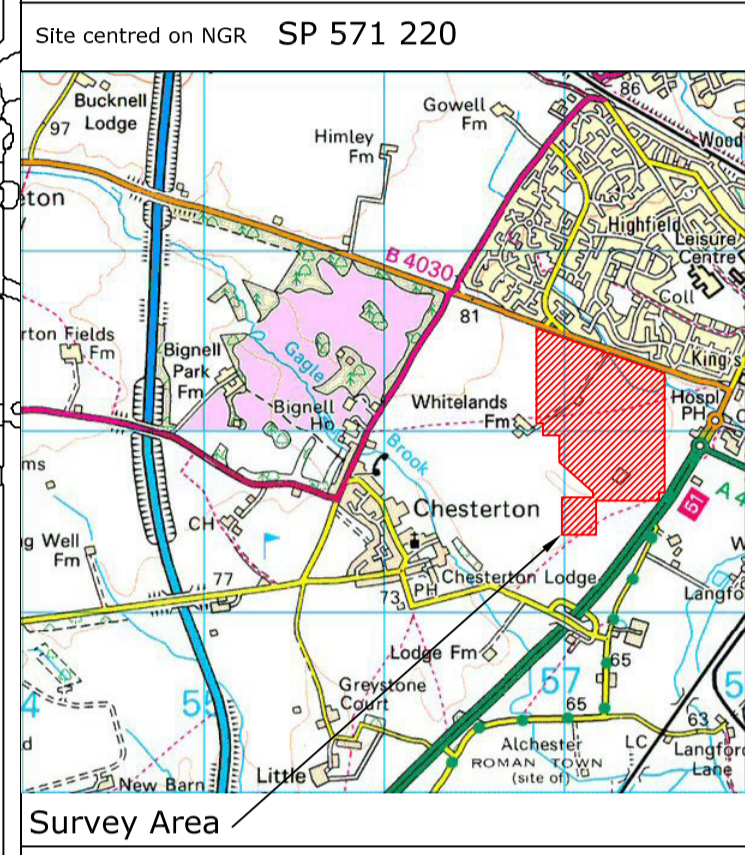 Site centred on NGR SP 571 220
86
Bucknell
Lodge
Gowell
Fm
97
Himley
Fm
Wood
ton
Highfield
Leisure
Centre
B 4030
Coll
81
rton Fields
Fm
Bignell
Park
Fm
Gagle
King's
Bignell
Ho
Whitelands
Fm
Hospl
PH
C
Brook
ms
A 4
51
CH
Chesterton
g Well
Fm
W
77
Chesterton Lodge
PH
73
Langfo
Lodge Fm
65
57
5
Greystone
Court
4
55
65
63
d
Alchester
ROMAN TOWN
(site of)
LC
Langford
Lane
New Barn
Little
Survey Area